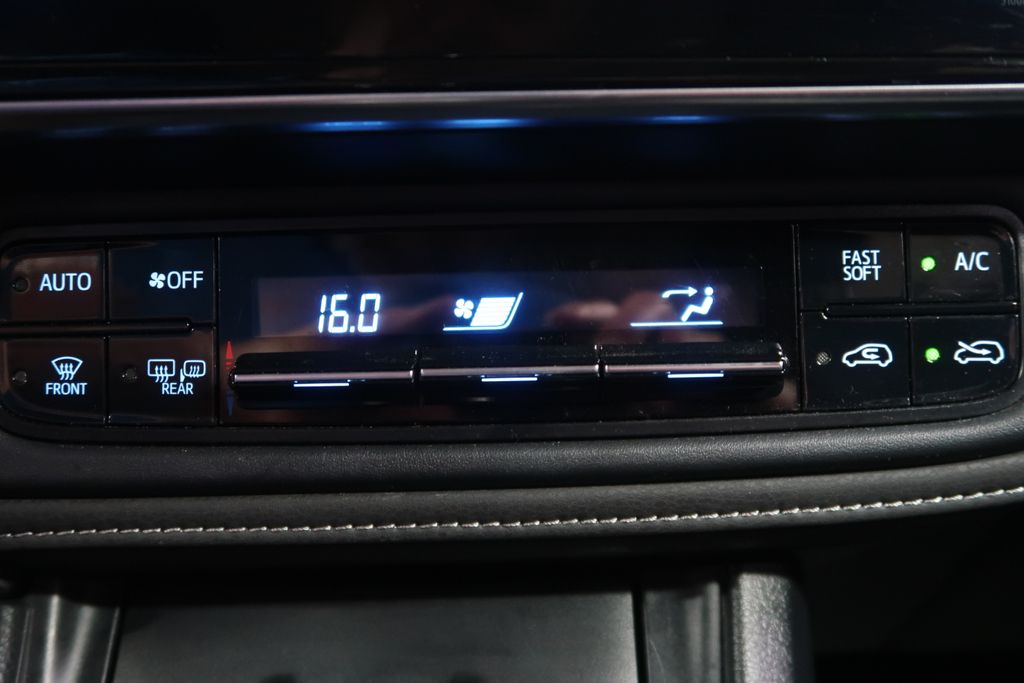 AUTO
OFF
16.0
FAST
SOFT
A/C
FRONT
REAR